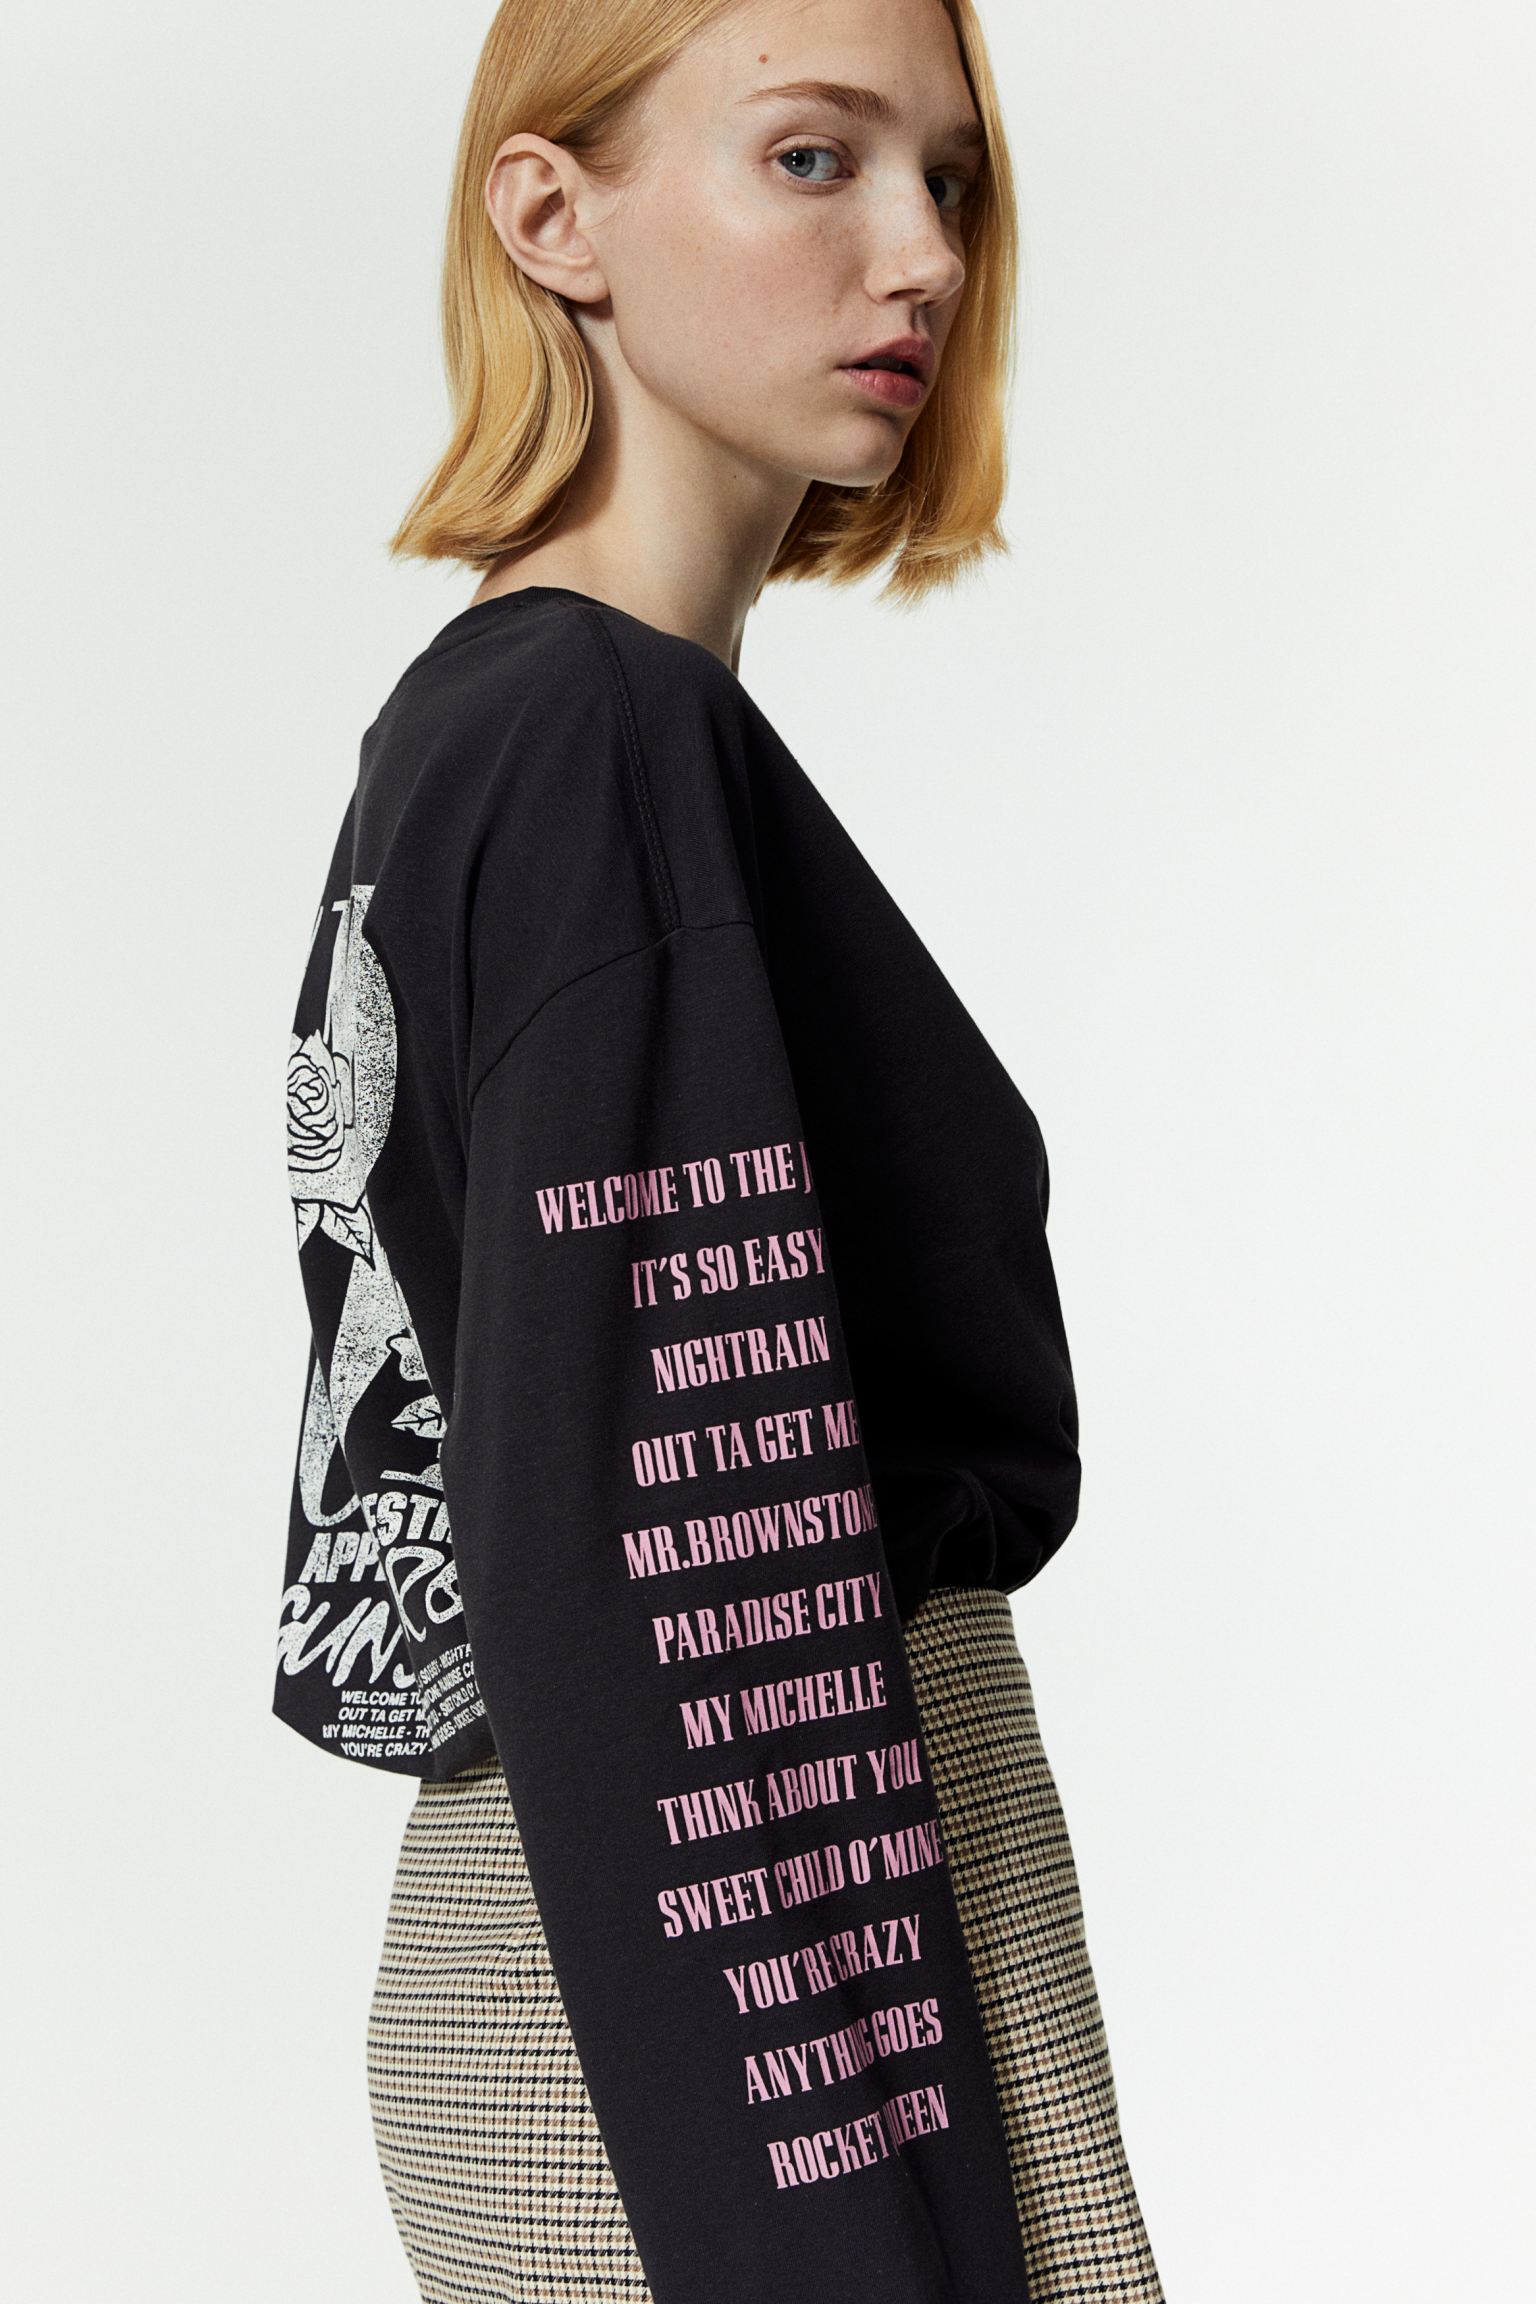 WELCOME TO THE J
IT'S SO EASY
NIGHTRAIN
OUT TA GET ME
MR.BROWNSTONE
PARADISE CITY
MY MICHELLE
THINK ABOUT YOU
SWEET CHILD O'MINE
YOU'RE CRAZY
ANYTHING GOES
ROCKET QUEEN
APP
GUNS
WELCOME TO
OUT TA GET M
MY MICHELLE - TH
YOU'RE CRAZY -